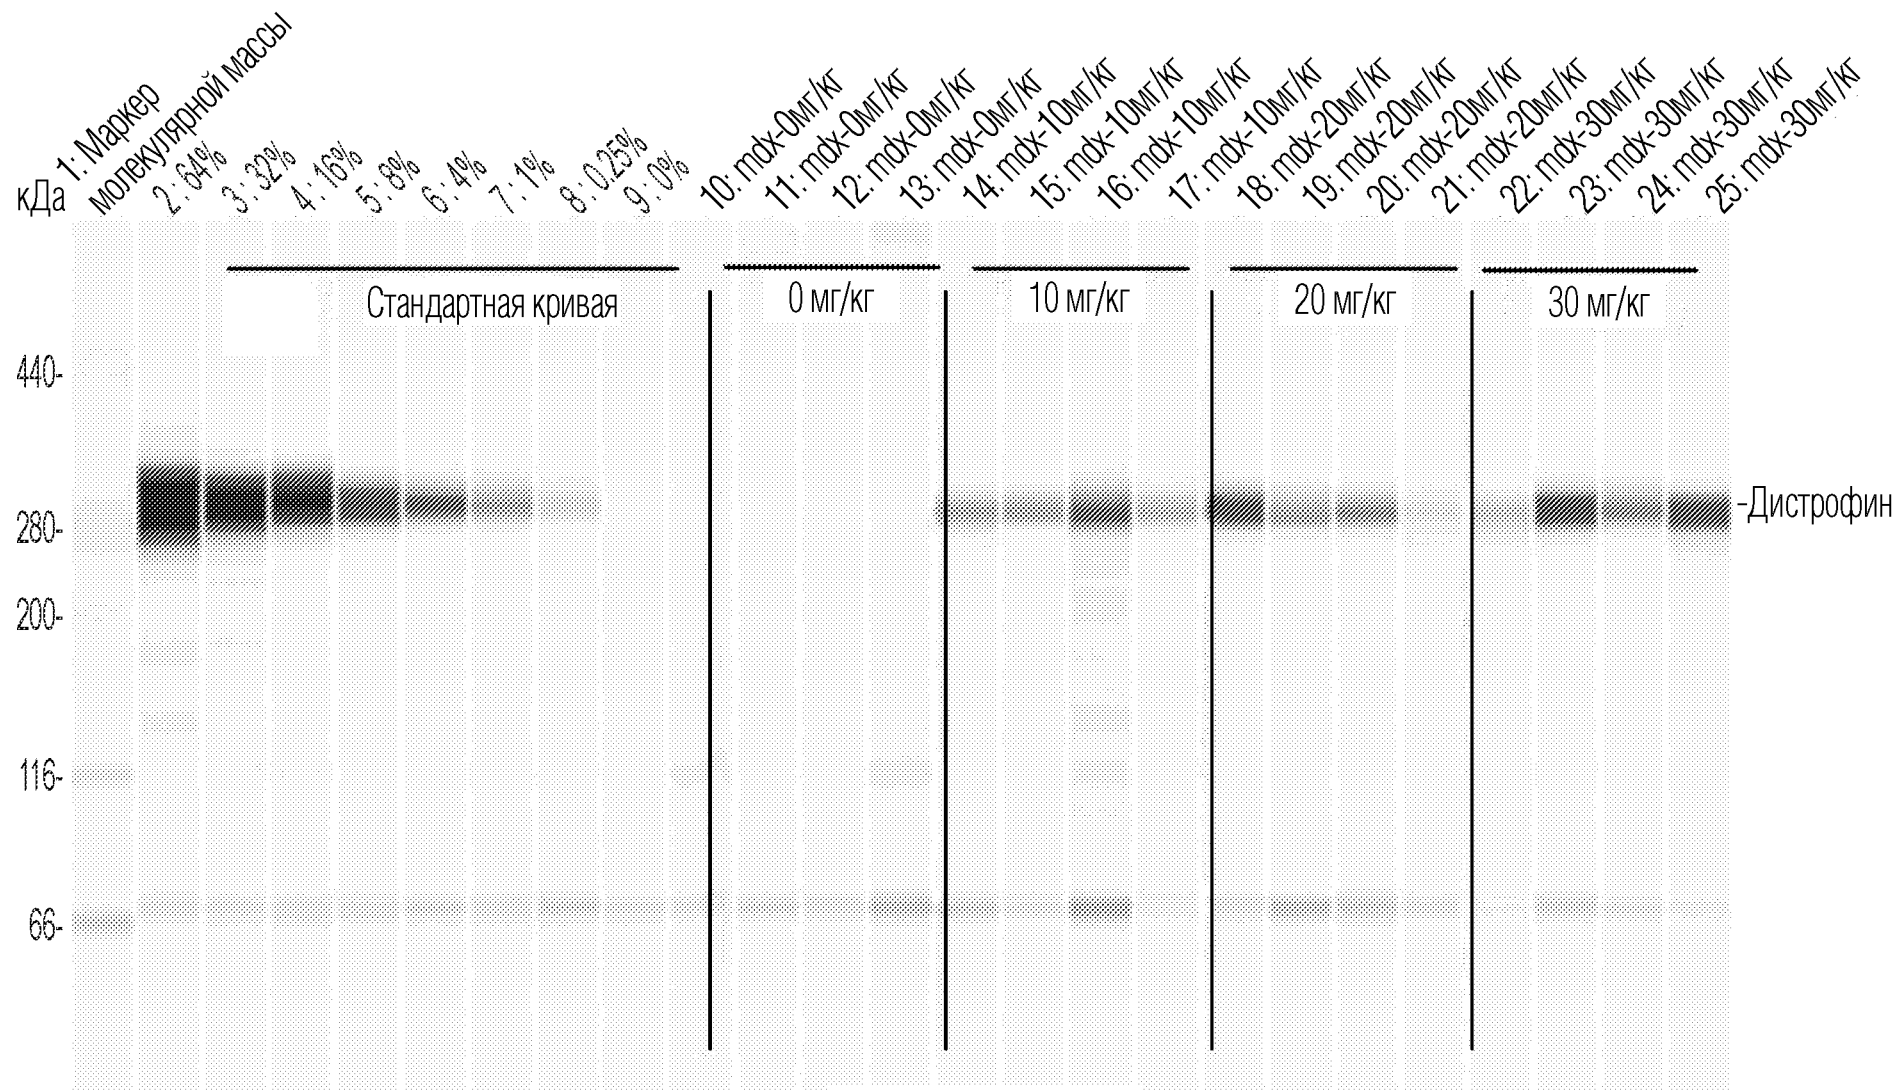 1: Маркер
молекулярной массы
2: 64%
3: 32%
4: 16%
5: 8%
6: 4%
7: 1%
8: 0.25%
9: 0%
10: mdx-0мг/кг
11: mdx-0мг/кг
12: mdx-0мг/кг
13: mdx-0мг/кг
14: mdx-10мг/кг
15: mdx-10мг/кг
16: mdx-10мг/кг
17: mdx-10мг/кг
18: mdx-20мг/кг
19: mdx-20мг/кг
20: mdx-20мг/кг
21: mdx-20мг/кг
22: mdx-30мг/кг
23: mdx-30мг/кг
24: mdx-30мг/кг
25: mdx-30мг/кг
кДа
Стандартная кривая
0 мг/кг
10 мг/кг
20 мг/кг
30 мг/кг
440-
280-
200-
116-
66-
-Дистрофин